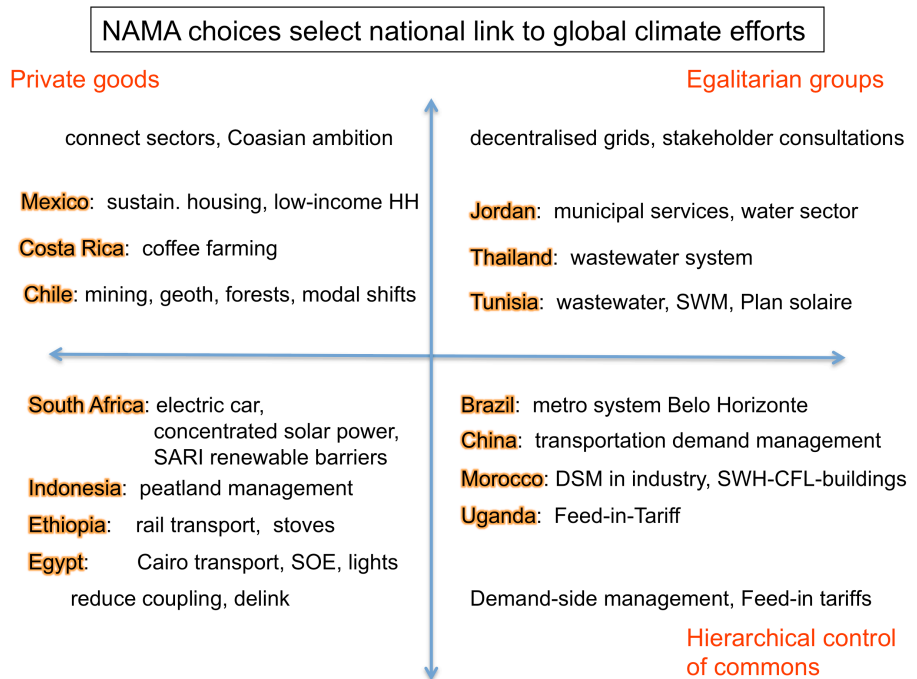 NAMA choices select national link to global climate efforts
Private goods
Egalitarian groups
connect sectors, Coasian ambition
decentralised grids, stakeholder consultations
Mexico: sustain. housing, low-income HH
Costa Rica: coffee farming
Chile: mining, geoth, forests, modal shifts
Jordan: municipal services, water sector
Thailand: wastewater system
Tunisia: wastewater, SWM, Plan solaire
South Africa: electric car,
concentrated solar power,
SARI renewable barriers
Indonesia: peatland management
Ethiopia: rail transport, stoves
Egypt: Cairo transport, SOE, lights
reduce coupling, delink
Brazil: metro system Belo Horizonte
China: transportation demand management
Morocco: DSM in industry, SWH-CFL-buildings
Uganda: Feed-in-Tariff
Demand-side management, Feed-in tariffs
Hierarchical control
of commons